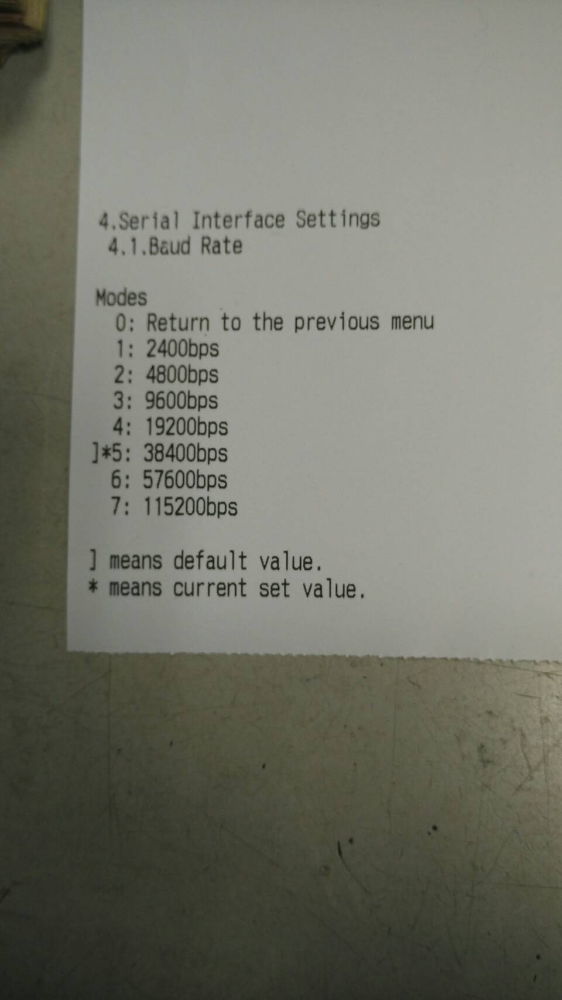 4.Serial Interface Settings
4.1.Baud Rate
Modes
0: Return to the previous menu
1: 2400bps
2: 4800bps
3: 9600bps
4: 19200bps
]*5: 38400bps
6: 57600bps
7: 115200bps
] means default value.
* means current set value.